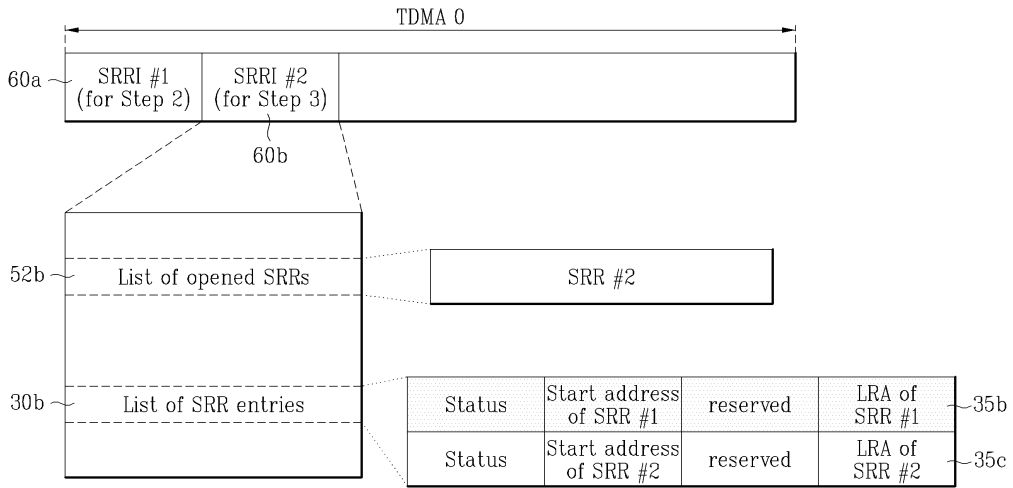 TDMA 0
60a
SRRI #1
(for Step 2)
SRRI #2
(for Step 3)
60b
52b
List of opened SRRs
SRR #2
30b
List of SRR entries
Status
Start address
of SRR #1
reserved
LRA of
SRR #1
35b
Status
Start address
of SRR #2
reserved
LRA of
SRR #2
35c